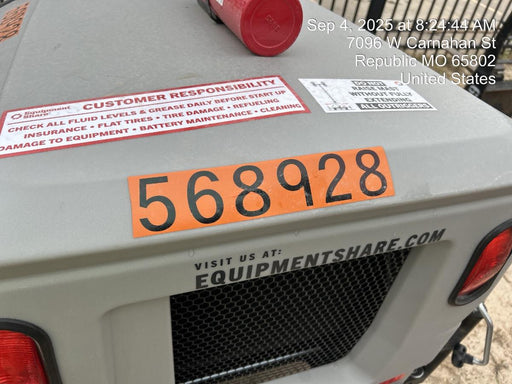 Sep 4, 2025 at 8:24:44 AM
7096 W Carnahan St
Republic MO 65802
United States
EquipmentShare
CUSTOMER RESPONSIBILITY
CHECK ALL FLUID LEVELS & GREASE DAILY BEFORE START UP
INSURANCE • FLAT TIRES • TIRE DAMAGE • REFUELING
DAMAGE TO EQUIPMENT • BATTERY MAINTENANCE • CLEANING
DO NOT
RAISE MAST
WITHOUT FULLY
EXTENDING
ALL OUTRIGGERS
568928
VISIT US AT:
EQUIPMENTSHARE.COM